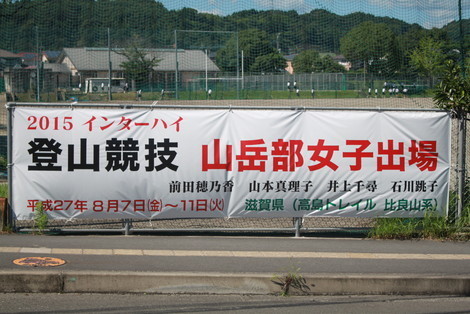 2015 インターハイ
登山競技 山岳部女子出場
前田穂乃香 山本真理子 井上千尋 石川跳子
平成27年 8月7日(金)~11日(火) 滋賀県(高島トレイル 比良山系)